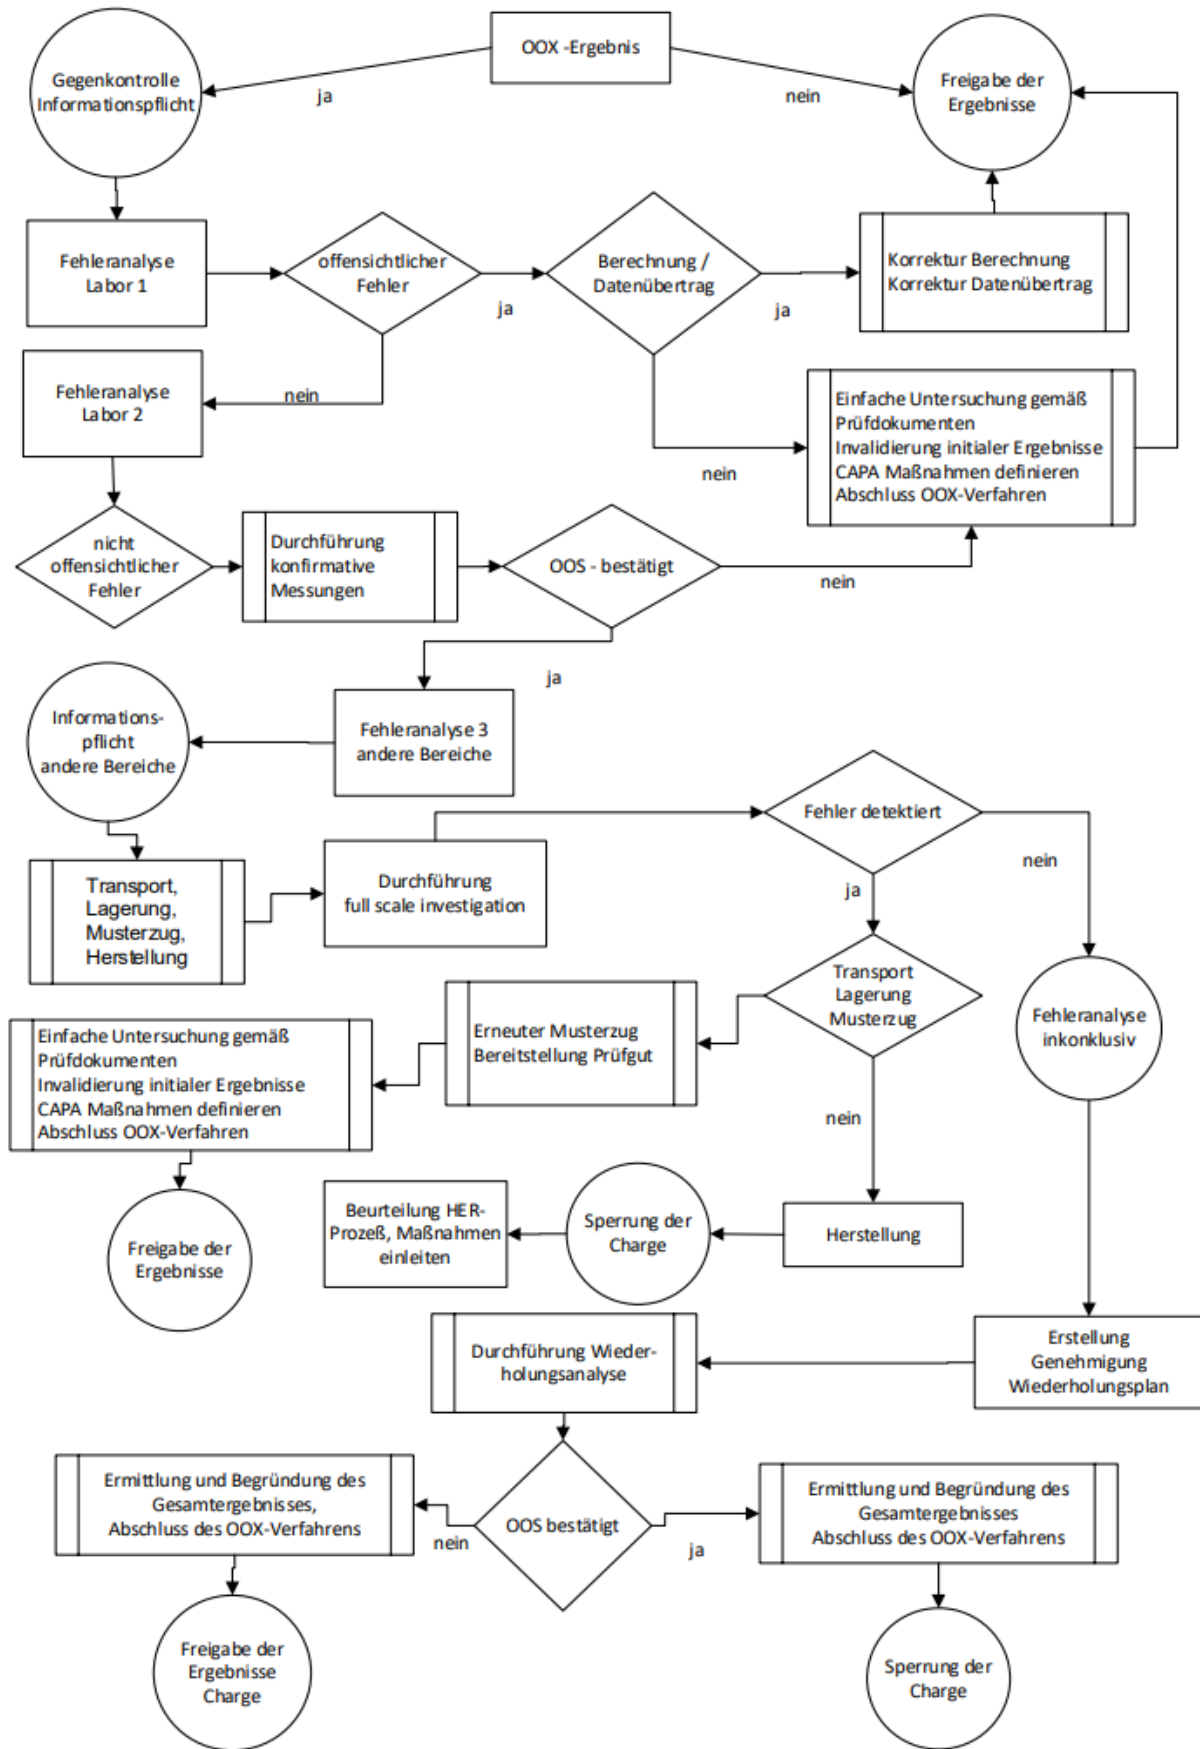 OOX -Ergebnis
Gegenkontrolle
Informationspflicht
ja
nein
Freigabe der
Ergebnisse
Fehleranalyse
Labor 1
offensichtlicher
Fehler
ja
Berechnung /
Datenübertrag
ja
Korrektur Berechnung
Korrektur Datenübertrag
Fehleranalyse
Labor 2
nein
nein
Einfache Untersuchung gemäß
Prüfdokumenten
Invalidierung initialer Ergebnisse
CAPA Maßnahmen definieren
Abschluss OOX-Verfahren
nicht
offensichtlicher
Fehler
Durchführung
konfirmative
Messungen
OOS - bestätigt
nein
ja
Informations-
pflicht
andere Bereiche
Fehleranalyse 3
andere Bereiche
Fehler detektiert
nein
ja
Transport,
Lagerung,
Musterzug,
Herstellung
Durchführung
full scale investigation
Transport
Lagerung
Musterzug
Fehleranalyse
inkonklusiv
Erneuter Musterzug
Bereitstellung Prüfgut
Einfache Untersuchung gemäß
Prüfdokumenten
Invalidierung initialer Ergebnisse
CAPA Maßnahmen definieren
Abschluss OOX-Verfahren
nein
Freigabe der
Ergebnisse
Beurteilung HER-
Prozeß, Maßnahmen
einleiten
Sperrung der
Charge
Herstellung
Durchführung Wieder-
holungsanalyse
Erstellung
Genehmigung
Wiederholungsplan
Ermittlung und Begründung des
Gesamtergebnisses,
Abschluss des OOX-Verfahrens
nein
OOS bestätigt
ja
Ermittlung und Begründung des
Gesamtergebnisses
Abschluss des OOX-Verfahrens
Freigabe der
Ergebnisse
Charge
Sperrung der
Charge